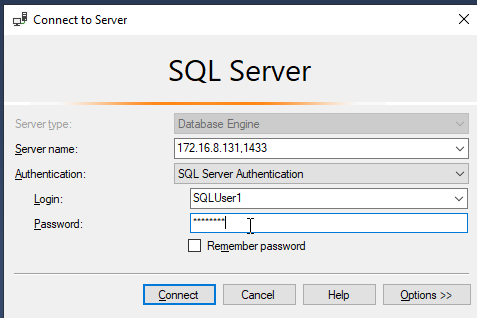 Connect to Server
SQL Server
Server type: Database Engine
Server name: 172.16.8.131,1433
Authentication: SQL Server Authentication
Login: SQLUser1
Password: ********
Remember password
Connect Cancel Help Options >>